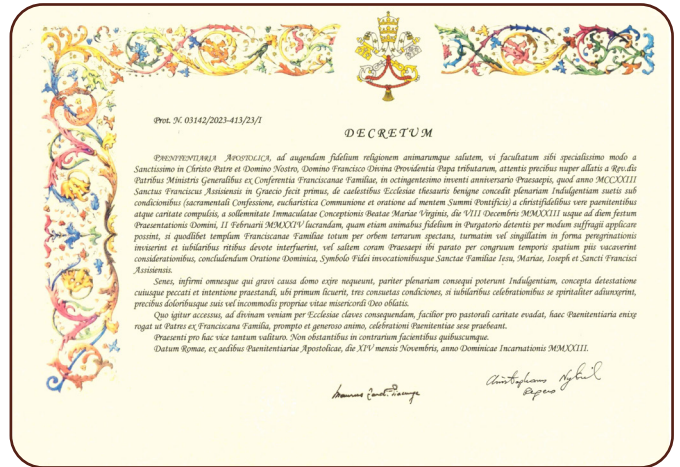 Prot. N. 03142/2023-413/23/I
DECRETUM
PAENITENTIARIA APOSTOLICA, ad augendam fidelium religionem animarumque salutem, vi facultatum sibi specialissimo modo a
Sanctissimo in Christo Patre et Domino Nostro, Domino Francisco Divina Providentia Papa tributarum, attentis precibus nuper allatis a Rev.dis
Patribus Ministris Generalibus ex Conferentia Franciscanae Familiae, in octingentesimo inventi anniversario Praesaepis, quod anno MCCXXIII
Sanctus Franciscus Assisiensis in Graecio fecit primus, de caelestibus Ecclesiae thesauris benigne concedit plenariam Indulgentiam suetis sub
condicionibus (sacramentali Confessione, eucharistica Communione et oratione ad mentem Summi Pontificis) a christifidelibus vere paenitentibus
atque caritate compulsis, a sollemnitate Immaculatae Conceptionis Beatae Mariae Virginis, die VIII Decembris MMXXIII usque ad diem festum
Praesentationis Domini, II Februarii MMXXIV lucrandam, quam etiam animabus fidelium in Purgatorio detentis per modum suffragii applicare
possint, si quodlibet templum Franciscanae Familiae totum per orbem terrarum spectans, turmatim vel singillatim in forma peregrinationis
inviserint et iubilaribus ritibus devote interfuerint, vel saltem coram Praesaepi ibi parato per congruum temporis spatium piis vacaverint
considerationibus, concludendum Oratione Dominica, Symbolo Fidei invocationibusque Sanctae Familiae Iesu, Mariae, Ioseph et Sancti Francisci
Assisiensis.
Senes, infirmi omnesque qui gravi causa domo exire nequeunt, pariter plenariam consequi poterunt Indulgentiam, concepta detestatione
cuiusque peccati et intentione praestandi, ubi primum licuerit, tres consuetas condiciones, si iubilaribus celebrationibus se spiritaliter adiunxerint,
precibus doloribusque suis vel incommodis propriae vitae misericordi Deo oblatis.
Quo igitur accessus, ad divinam veniam per Ecclesiae claves consequendam, facilior pro pastorali caritate evadat, haec Paenitentiaria enixe
rogat ut Patres ex Franciscana Familia, prompto et generoso animo, celebrationi Paenitentiae sese praebeant.
Praesenti pro hac vice tantum valituro. Non obstantibus in contrarium facientibus quibuscumque.
Datum Romae, ex aedibus Paenitentiariae Apostolicae, die XIV mensis Novembris, anno Dominicae Incarnationis MMXXIII.